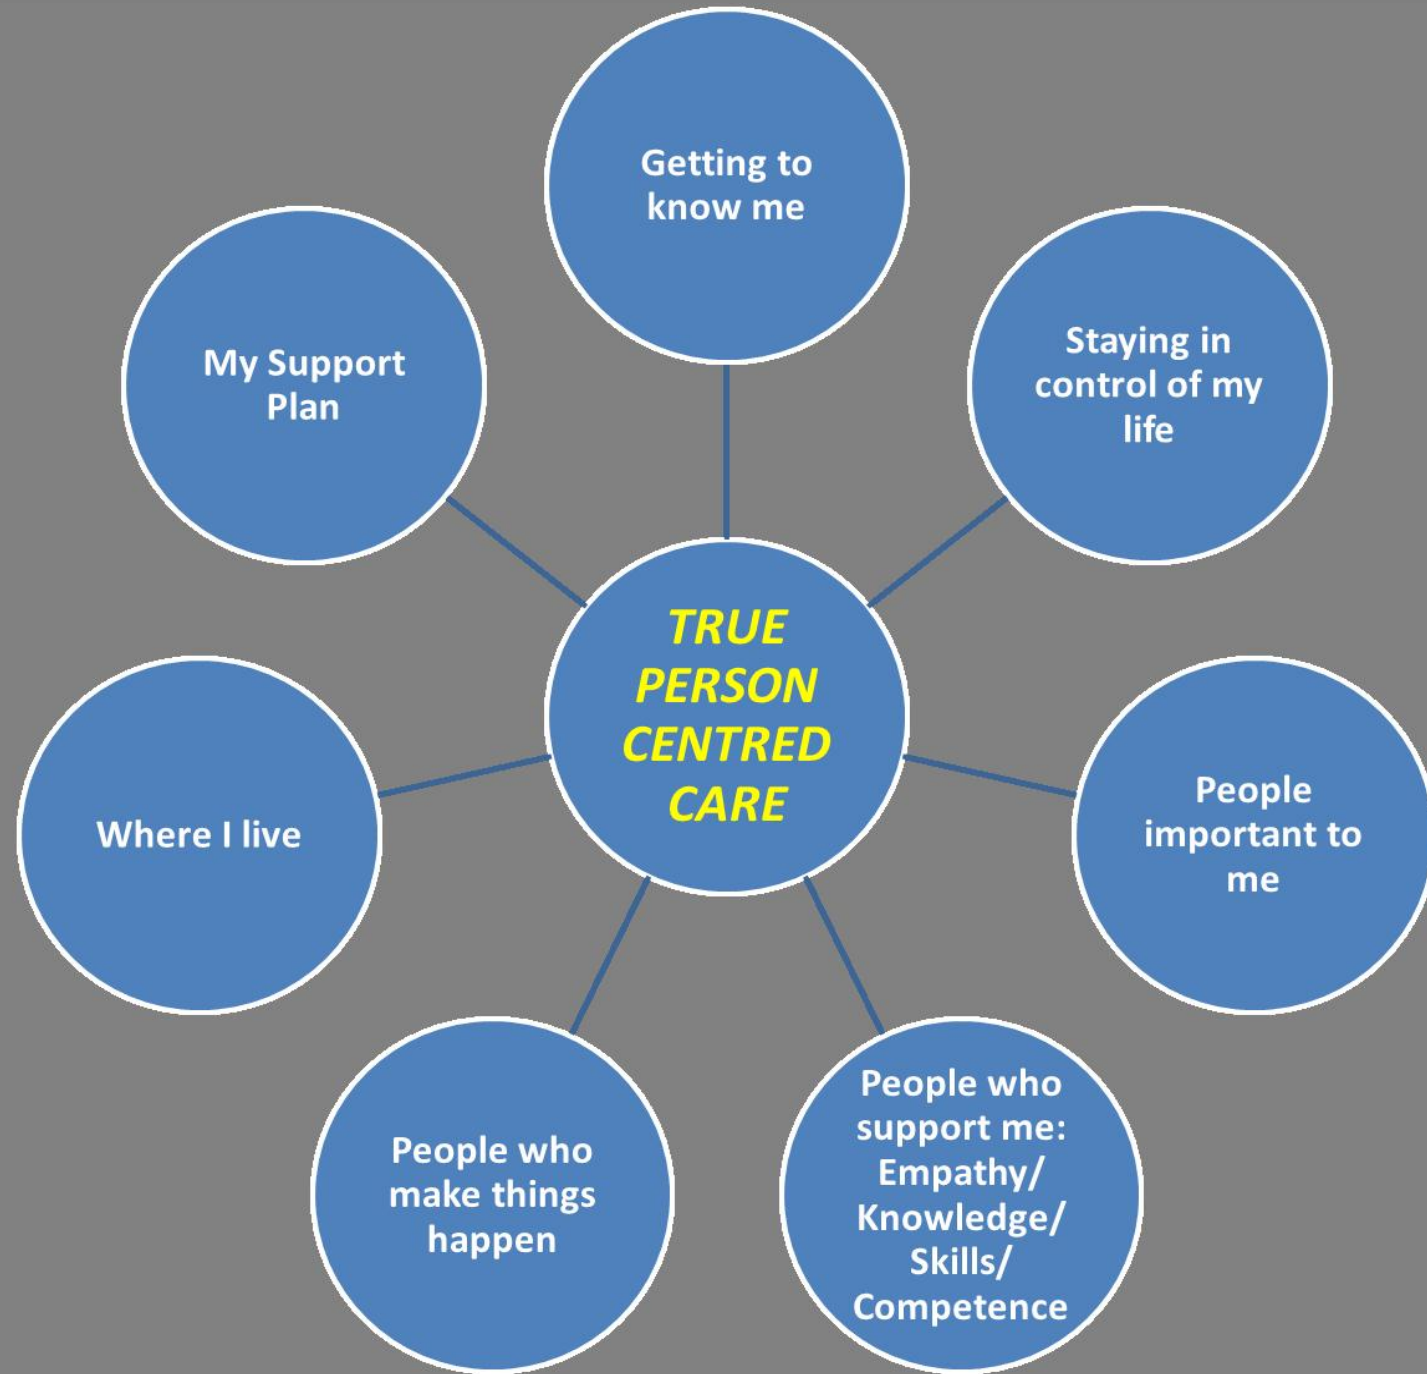 Getting to
know me
Staying in
control of my
life
People
important to
me
People who
support me:
Empathy/
Knowledge/
Skills/
Competence
People who
make things
happen
Where I live
My Support
Plan
TRUE
PERSON
CENTRED
CARE